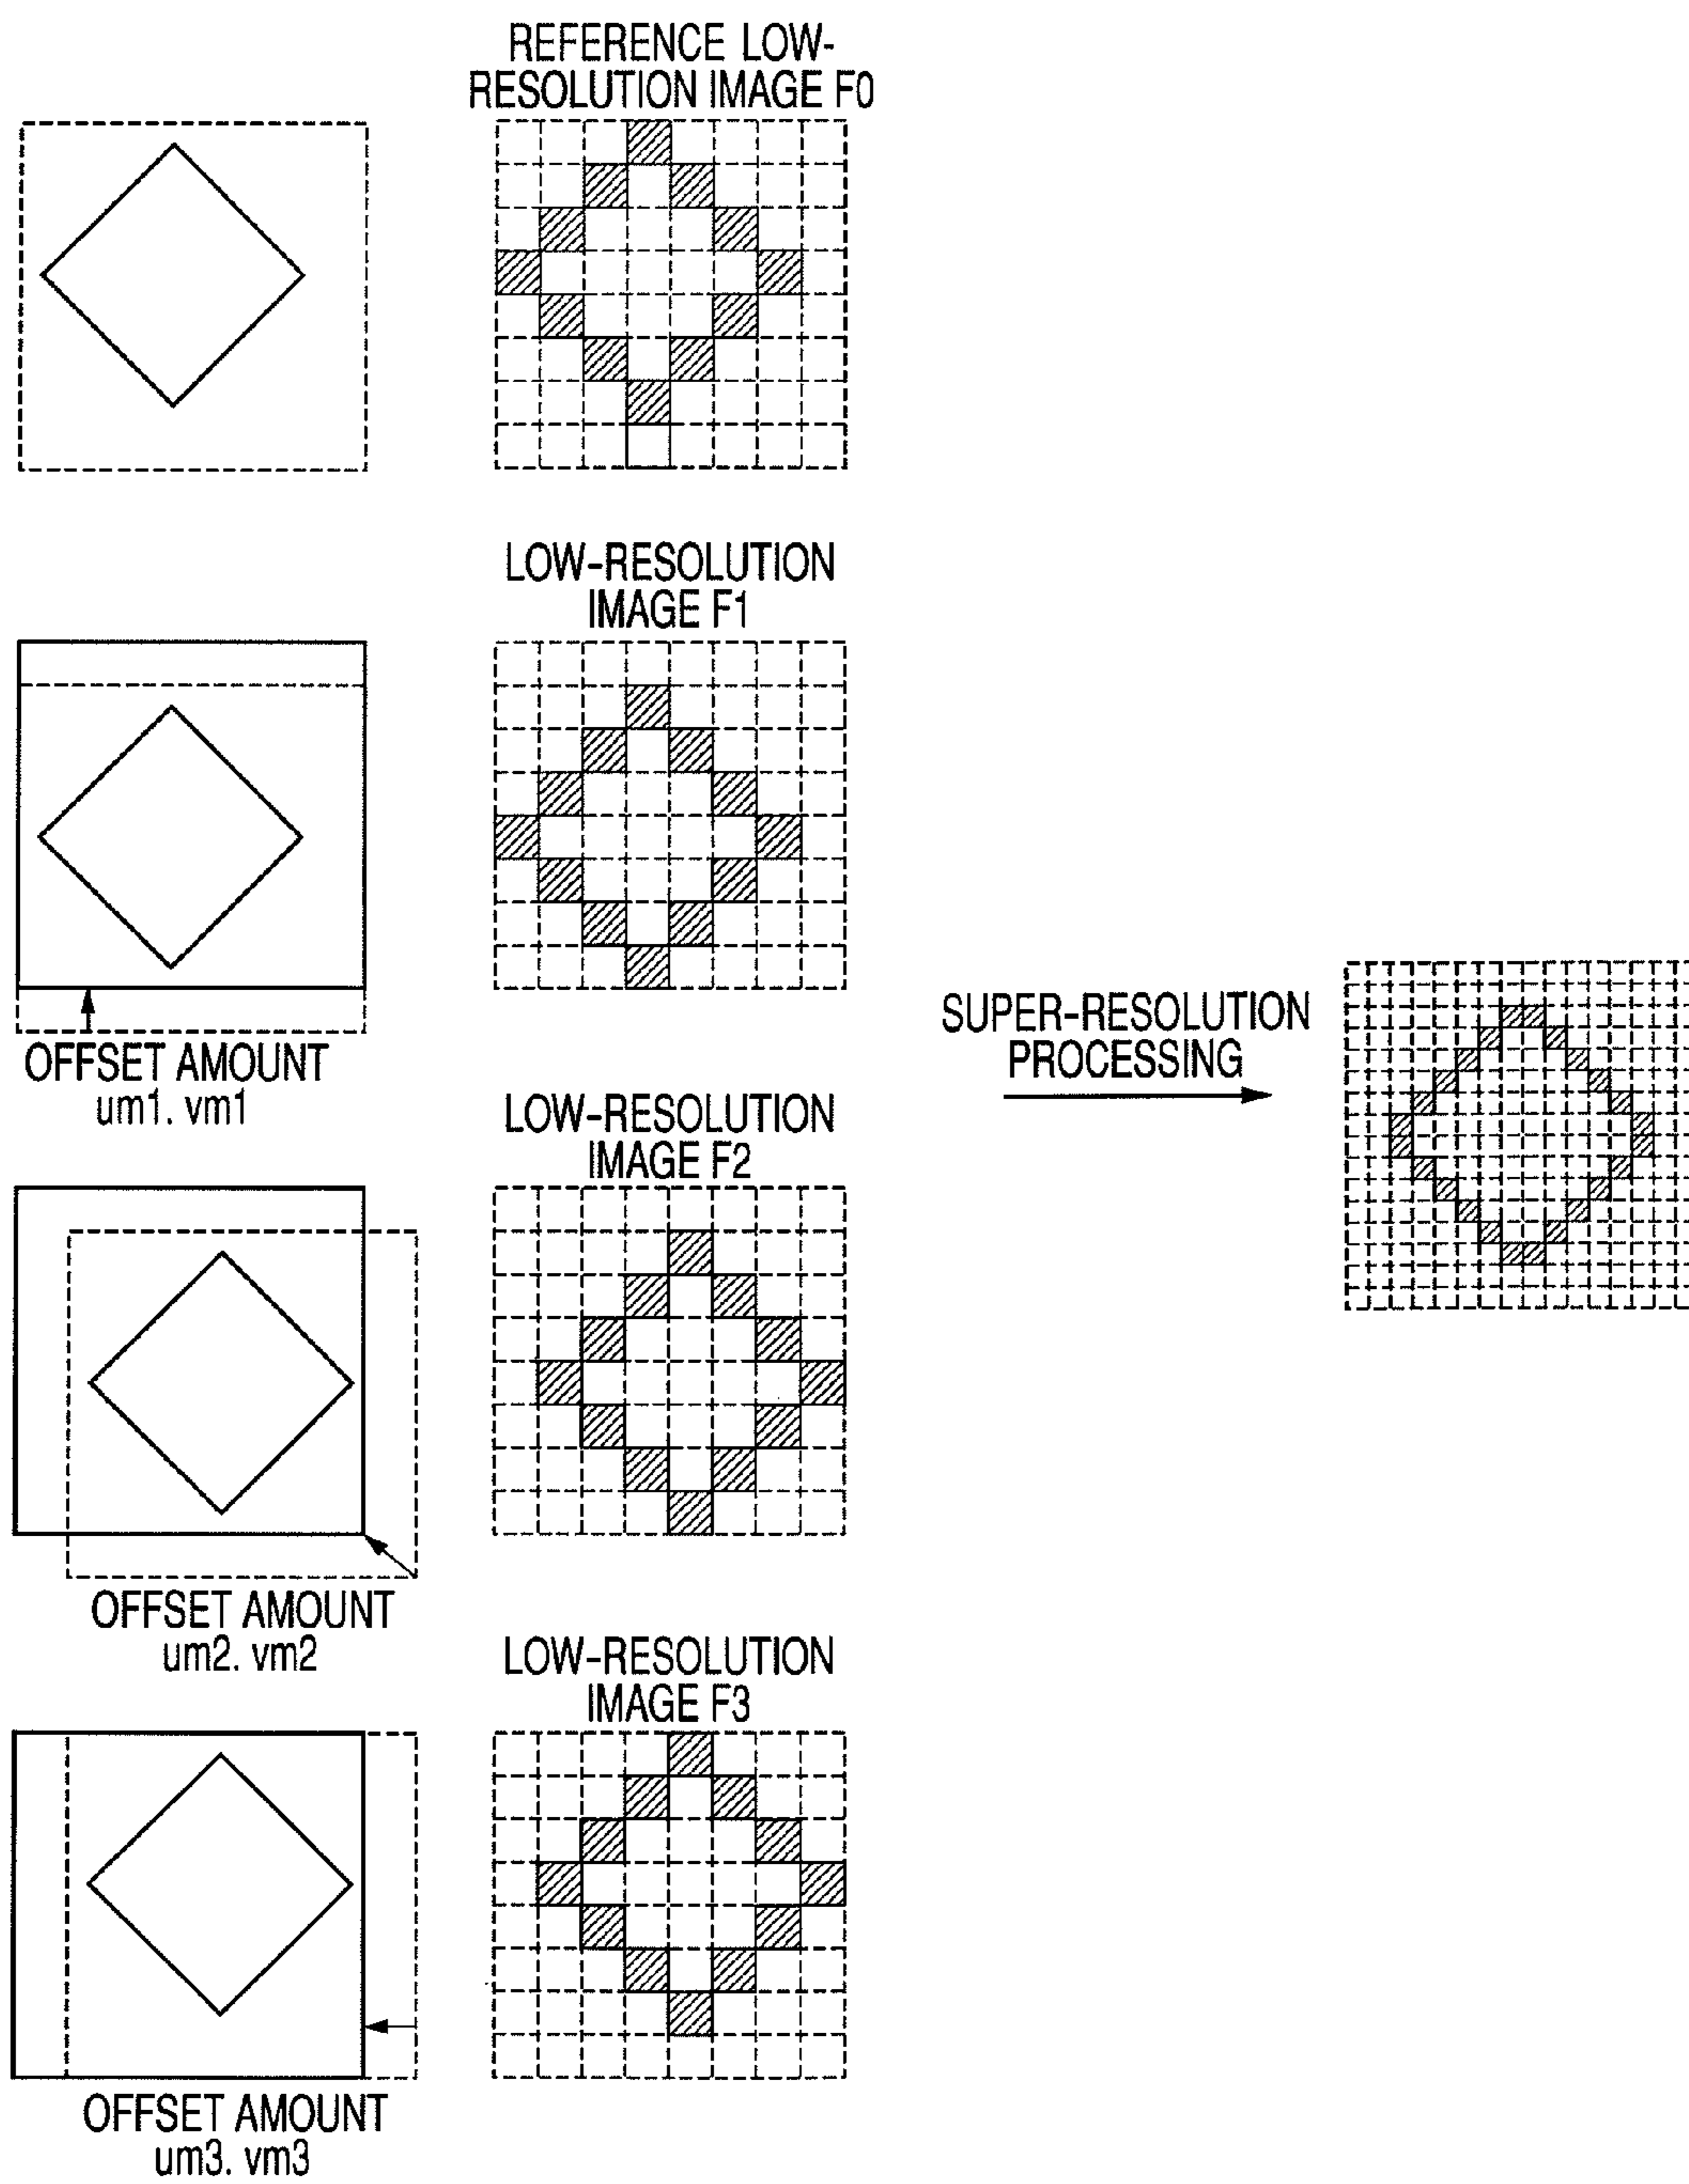 REFERENCE LOW-
RESOLUTION IMAGE F0
LOW-RESOLUTION
IMAGE F1
OFFSET AMOUNT
um1. vm1
SUPER-RESOLUTION
PROCESSING
LOW-RESOLUTION
IMAGE F2
OFFSET AMOUNT
um2. vm2
LOW-RESOLUTION
IMAGE F3
OFFSET AMOUNT
um3. vm3